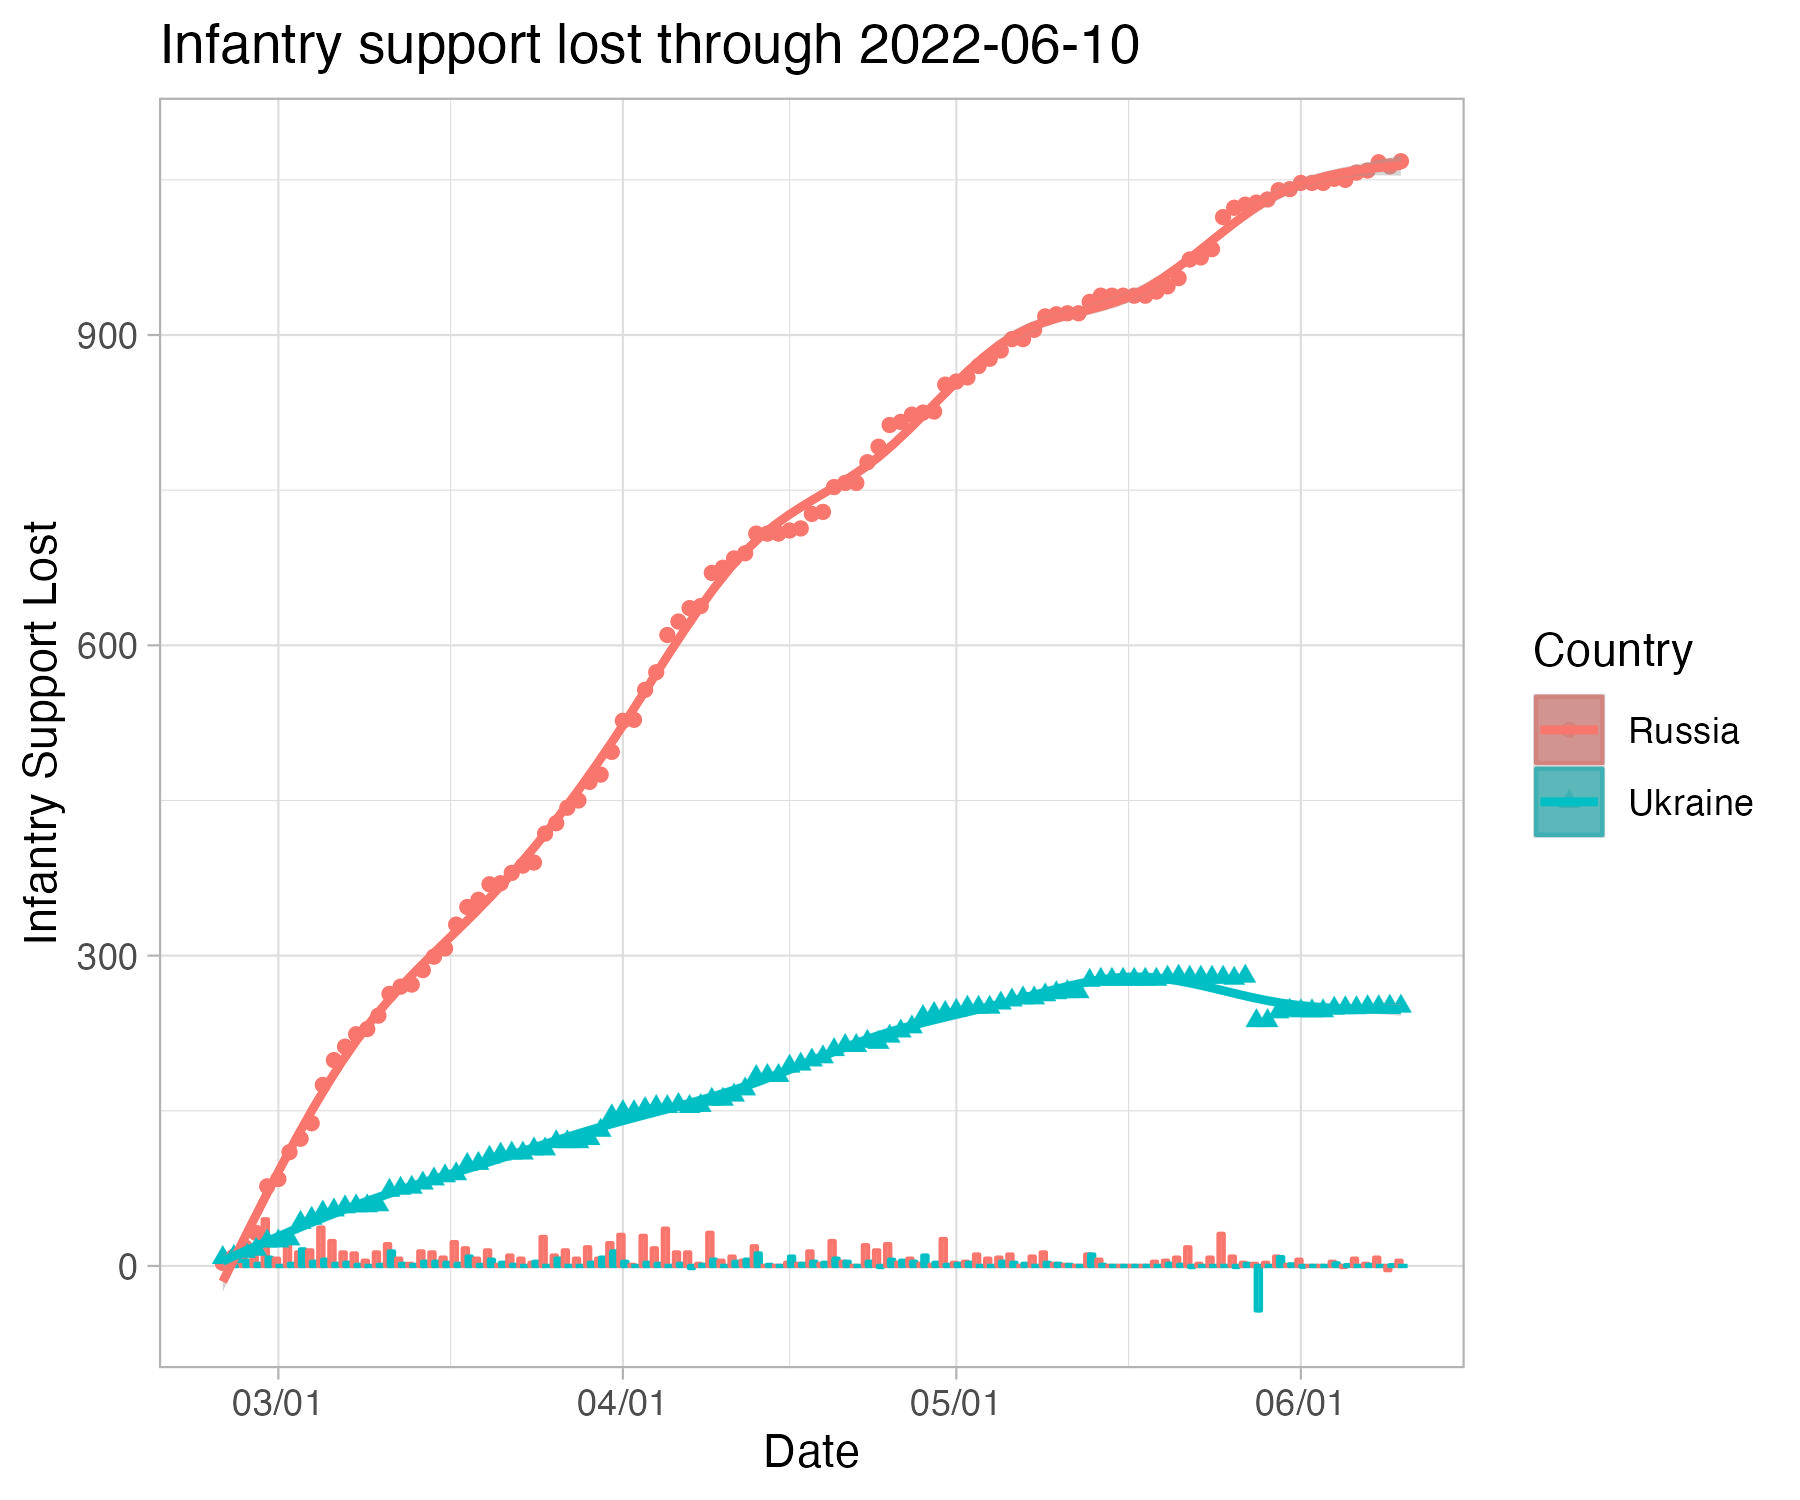 Infantry support lost through 2022-06-10
Infantry Support Lost
900
600
300
0
03/01
04/01
05/01
06/01
Date
Country
Russia
Ukraine